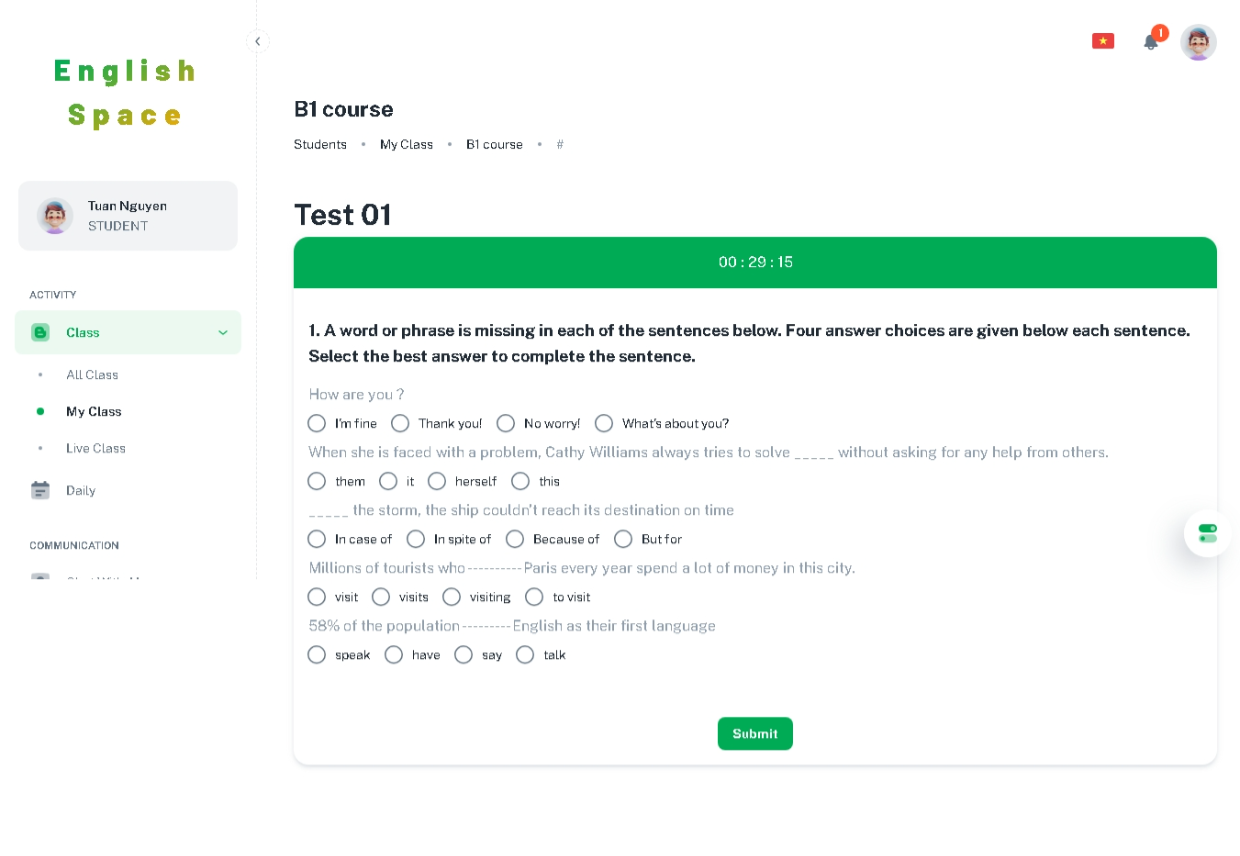 English
Space
Tuan Nguyen
STUDENT
ACTIVITY
Class
All Class
My Class
Live Class
Daily
COMMUNICATION
1
B1 course
Students • My Class • B1 course • #
Test 01
00 : 29 : 15
1. A word or phrase is missing in each of the sentences below. Four answer choices are given below each sentence.
Select the best answer to complete the sentence.
How are you ?
I'm fine Thank you! No worry! What's about you?
When she is faced with a problem, Cathy Williams always tries to solve _____ without asking for any help from others.
them it herself this
_____ the storm, the ship couldn't reach its destination on time
In case of In spite of Because of But for
Millions of tourists who ---------- Paris every year spend a lot of money in this city.
visit visits visiting to visit
58% of the population --------- English as their first language
speak have say talk
Submit